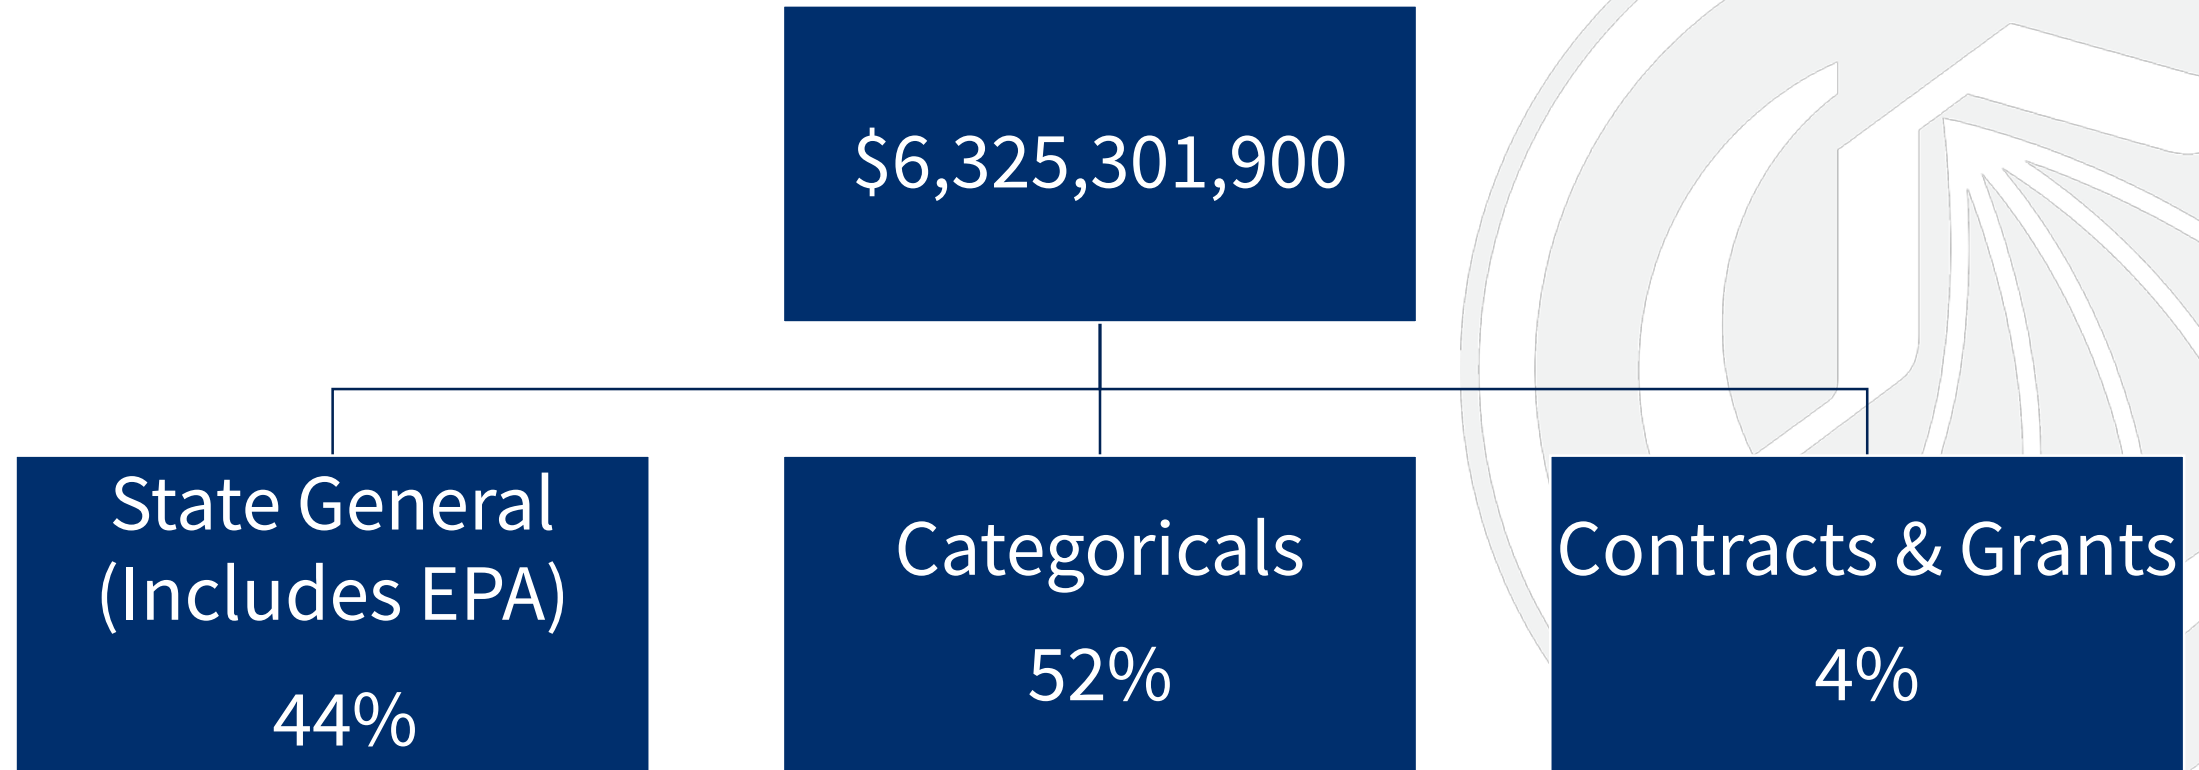 $6,325,301,900
State General
(Includes EPA)
44%
Categoricals
52%
Contracts & Grants
4%